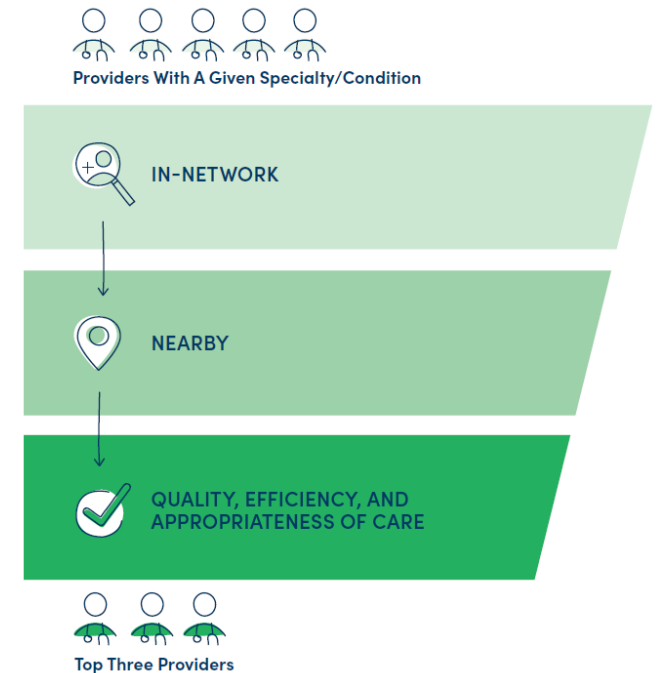 Providers With A Given Specialty/Condition
IN-NETWORK
NEARBY
QUALITY, EFFICIENCY, AND
APPROPRIATENESS OF CARE
Top Three Providers